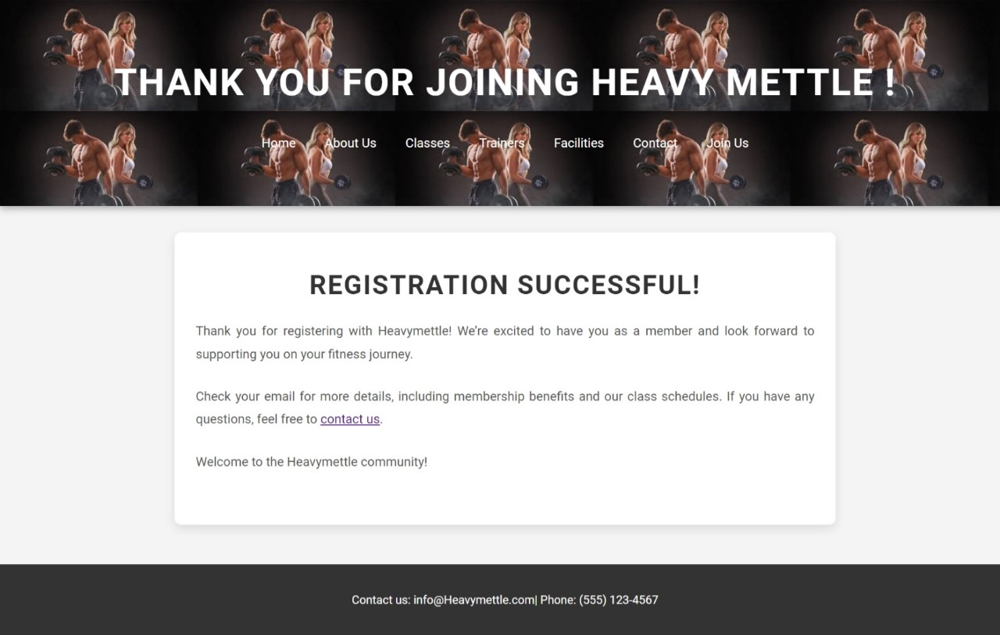 THANK YOU FOR JOINING HEAVY METTLE !
Home About Us Classes Trainers Facilities Contact Join Us
REGISTRATION SUCCESSFUL!
Thank you for registering with Heavymettle! We’re excited to have you as a member and look forward to
supporting you on your fitness journey.
Check your email for more details, including membership benefits and our class schedules. If you have any
questions, feel free to contact us.
Welcome to the Heavymettle community!
Contact us: info@Heavymettle.com| Phone: (555) 123-4567